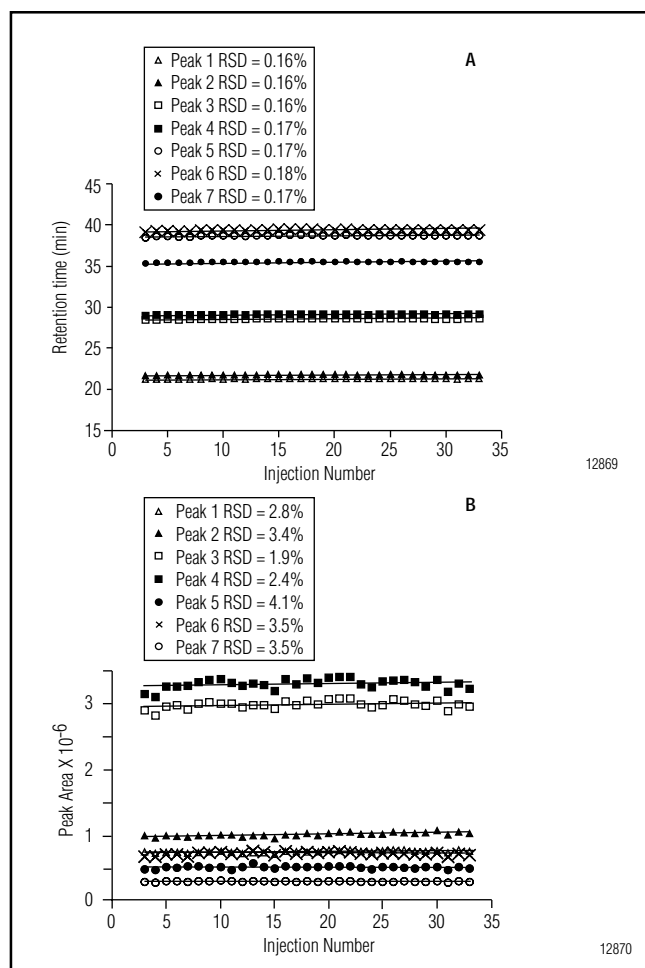 A
Peak 1 RSD = 0.16%
Peak 2 RSD = 0.16%
Peak 3 RSD = 0.16%
Peak 4 RSD = 0.17%
Peak 5 RSD = 0.17%
Peak 6 RSD = 0.18%
Peak 7 RSD = 0.17%
45
40
35
30
25
20
15
Retention time (min)
0 5 10 15 20 25 30 35
Injection Number
12869
B
Peak 1 RSD = 2.8%
Peak 2 RSD = 3.4%
Peak 3 RSD = 1.9%
Peak 4 RSD = 2.4%
Peak 5 RSD = 4.1%
Peak 6 RSD = 3.5%
Peak 7 RSD = 3.5%
3
2
1
0
Peak Area X 10⁻⁶
0 5 10 15 20 25 30 35
Injection Number
12870